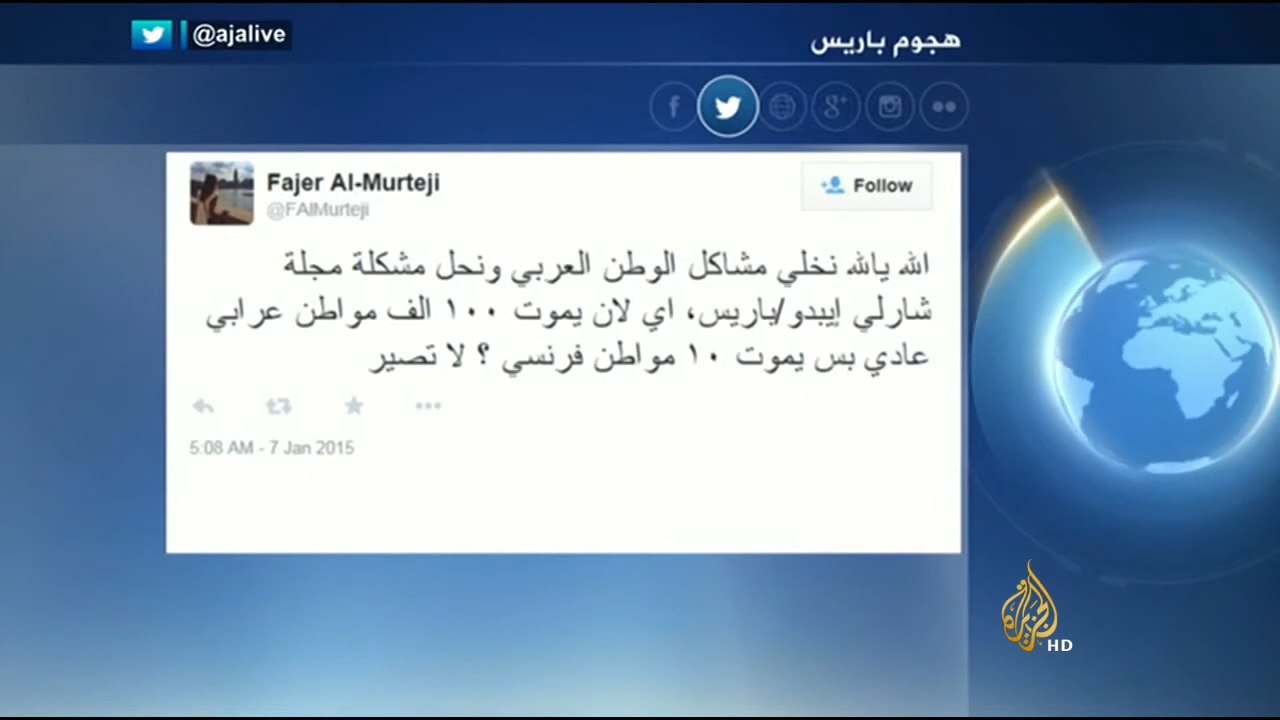 @ajalive
هجوم باريس
Fajer Al-Murteji
@FAlMurteji
Follow
الله يالله نخلي مشاكل الوطن العربي ونحل مشكلة مجلة
شارلي إيبدو/باريس، اي لان يموت ١٠٠ الف مواطن عرابي
عادي بس يموت ١٠ مواطن فرنسي ؟ لا تصير
5:08 AM - 7 Jan 2015
الجزيرة
HD